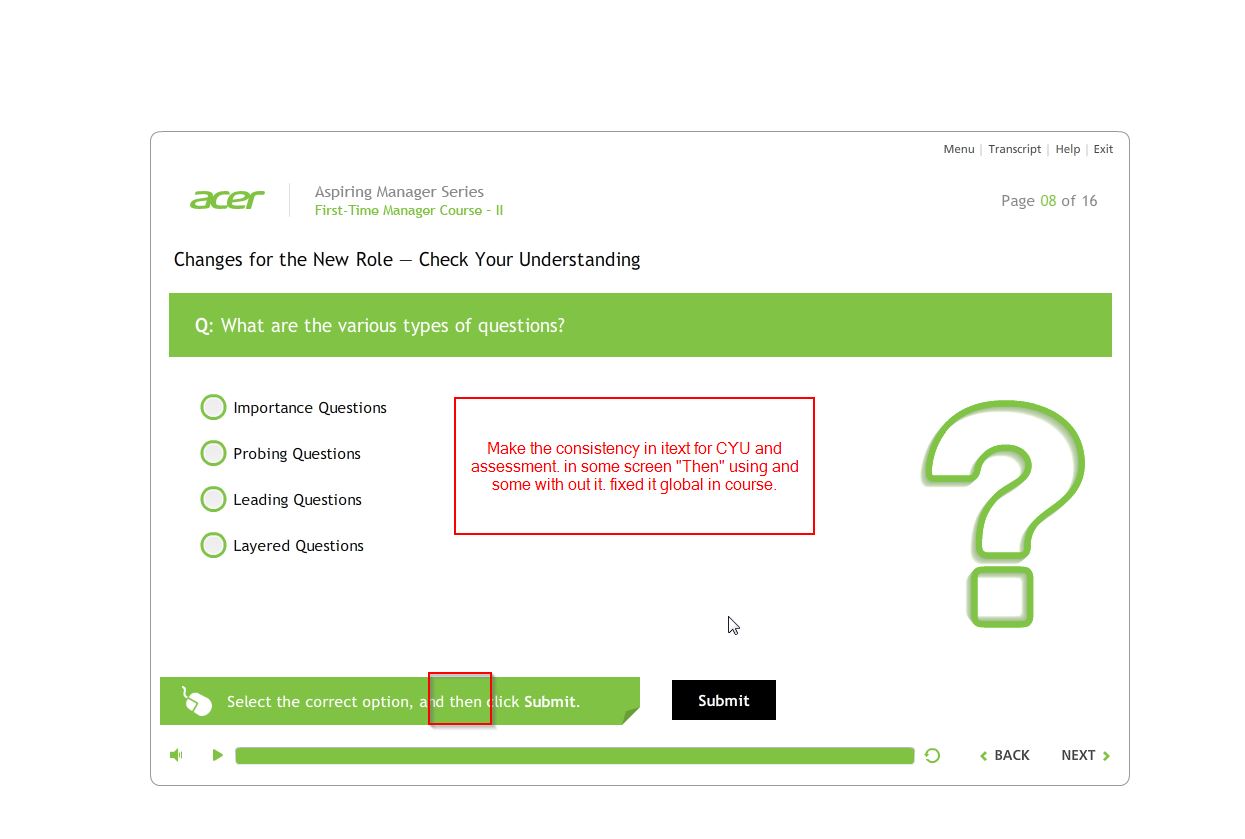 Menu | Transcript | Help | Exit
acer
Aspiring Manager Series
First-Time Manager Course - II
Page 08 of 16
Changes for the New Role — Check Your Understanding
Q: What are the various types of questions?
Importance Questions
Probing Questions
Leading Questions
Layered Questions
Make the consistency in itext for CYU and
assessment. in some screen "Then" using and
some with out it. fixed it global in course.
Select the correct option, and then click Submit.
Submit
BACK
NEXT